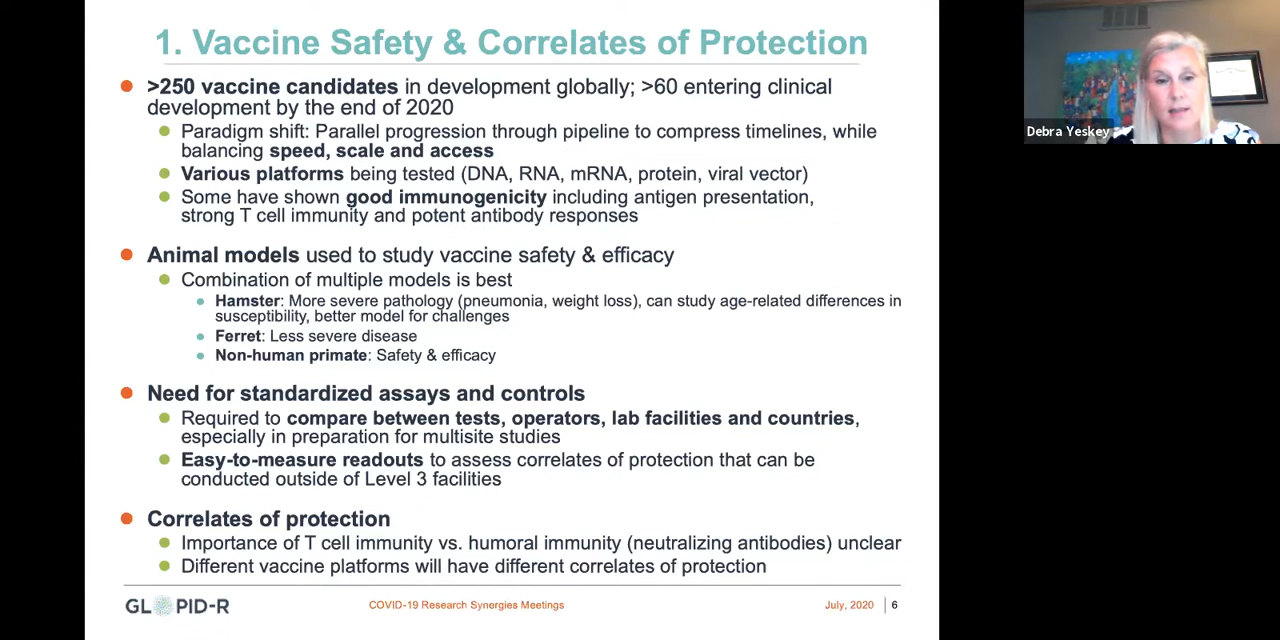 1. Vaccine Safety & Correlates of Protection
>250 vaccine candidates in development globally; >60 entering clinical
development by the end of 2020
Paradigm shift: Parallel progression through pipeline to compress timelines, while
balancing speed, scale and access
Various platforms being tested (DNA, RNA, mRNA, protein, viral vector)
Some have shown good immunogenicity including antigen presentation,
strong T cell immunity and potent antibody responses
Animal models used to study vaccine safety & efficacy
Combination of multiple models is best
Hamster: More severe pathology (pneumonia, weight loss), can study age-related differences in
susceptibility, better model for challenges
Ferret: Less severe disease
Non-human primate: Safety & efficacy
Need for standardized assays and controls
Required to compare between tests, operators, lab facilities and countries,
especially in preparation for multisite studies
Easy-to-measure readouts to assess correlates of protection that can be
conducted outside of Level 3 facilities
Correlates of protection
Importance of T cell immunity vs. humoral immunity (neutralizing antibodies) unclear
Different vaccine platforms will have different correlates of protection
GLOPID-R
COVID-19 Research Synergies Meetings
July, 2020
6
Debra Yeskey